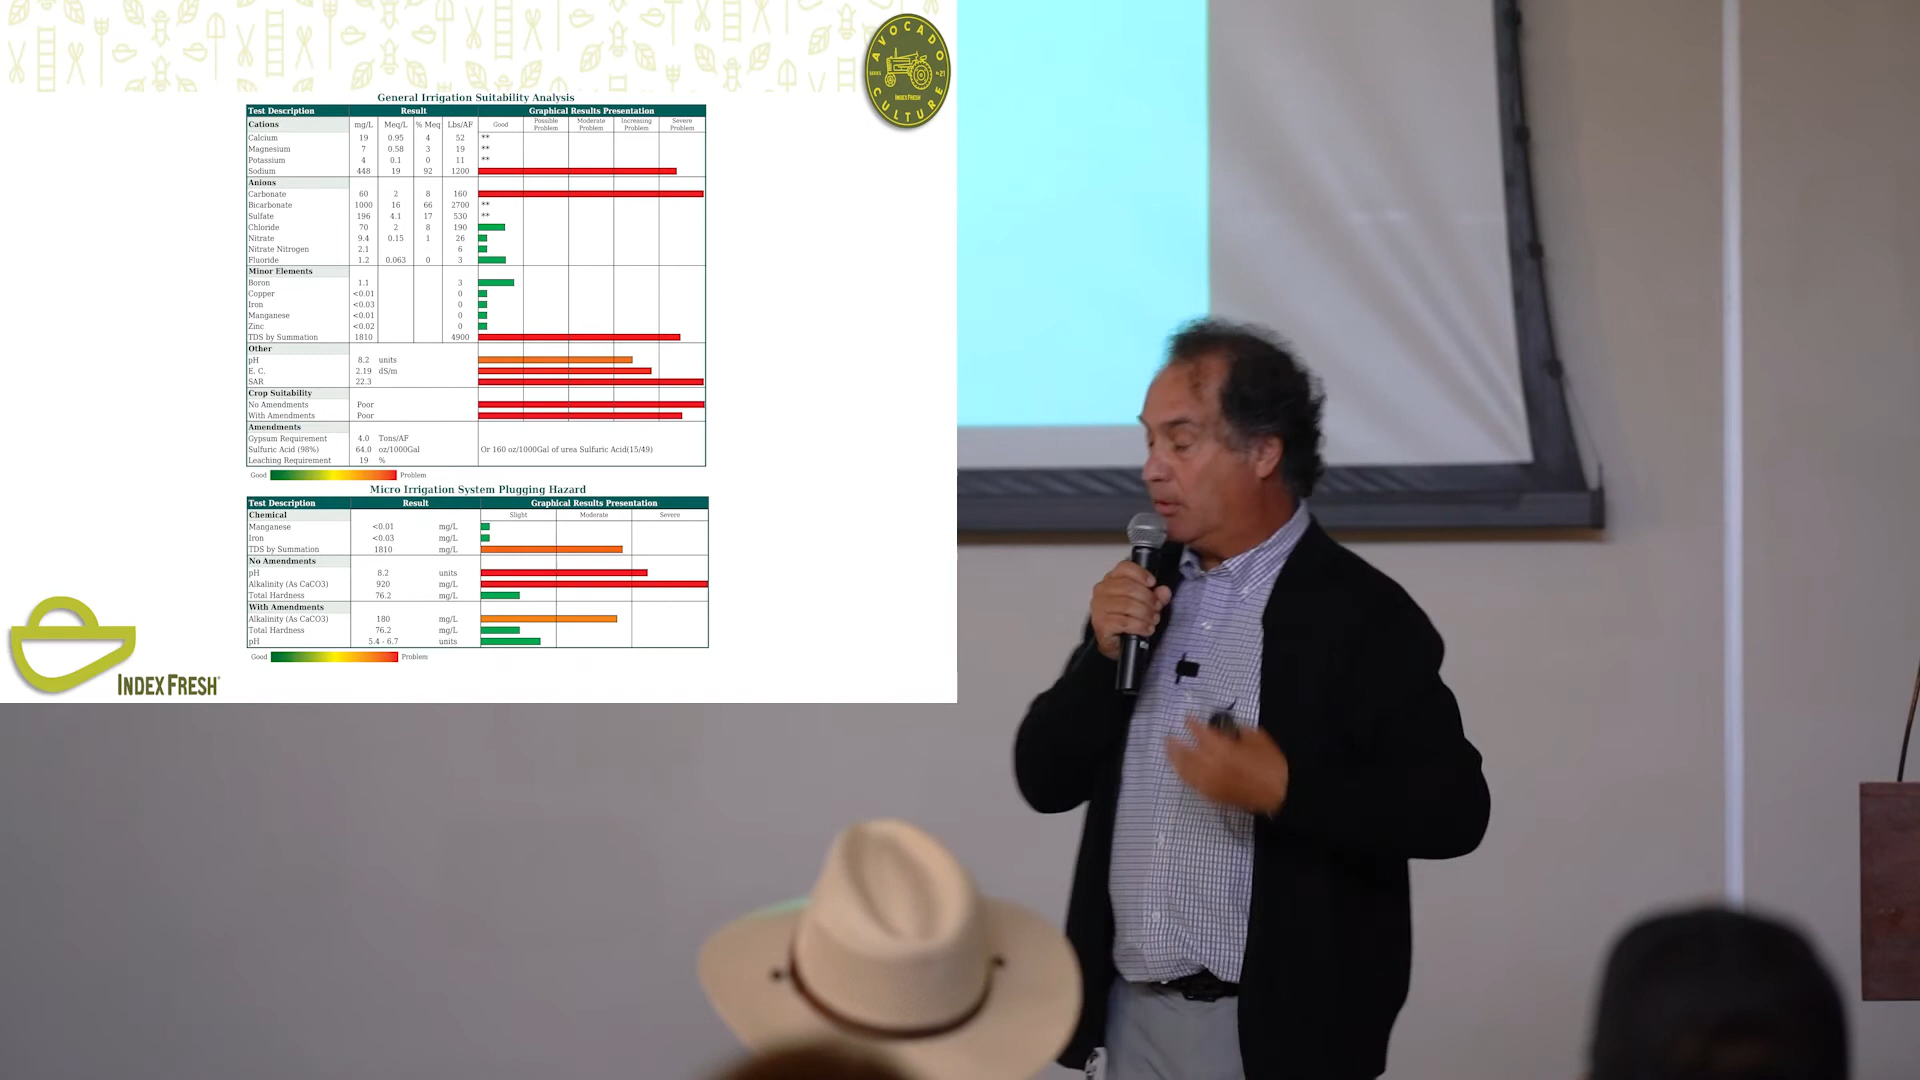 AVOCADO
SERIES Nº 21
INDEX FRESH
CULTURE
General Irrigation Suitability Analysis
Test Description Result Graphical Results Presentation
Cations mg/L Meq/L % Meq Lbs/AF Good Possible Problem Moderate Problem Increasing Problem Severe Problem
Calcium 19 0.95 4 52 **
Magnesium 7 0.58 3 19 **
Potassium 4 0.1 0 11 **
Sodium 448 19 92 1200
Anions
Carbonate 60 2 8 160
Bicarbonate 1000 16 66 2700 **
Sulfate 196 4.1 17 530 **
Chloride 70 2 8 190
Nitrate 9.4 0.15 1 26
Nitrate Nitrogen 2.1 6
Fluoride 1.2 0.063 0 3
Minor Elements
Boron 1.1 3
Copper <0.01 0
Iron <0.03 0
Manganese <0.01 0
Zinc <0.02 0
TDS by Summation 1810 4900
Other
pH 8.2 units
E. C. 2.19 dS/m
SAR 22.3
Crop Suitability
No Amendments Poor
With Amendments Poor
Amendments
Gypsum Requirement 4.0 Tons/AF
Sulfuric Acid (98%) 64.0 oz/1000Gal Or 160 oz/1000Gal of urea Sulfuric Acid(15/49)
Leaching Requirement 19 %
Good Problem
Micro Irrigation System Plugging Hazard
Test Description Result Graphical Results Presentation
Chemical Slight Moderate Severe
Manganese <0.01 mg/L
Iron <0.03 mg/L
TDS by Summation 1810 mg/L
No Amendments
pH 8.2 units
Alkalinity (As CaCO3) 920 mg/L
Total Hardness 76.2 mg/L
With Amendments
Alkalinity (As CaCO3) 180 mg/L
Total Hardness 76.2 mg/L
pH 5.4 - 6.7 units
Good Problem
INDEX FRESH